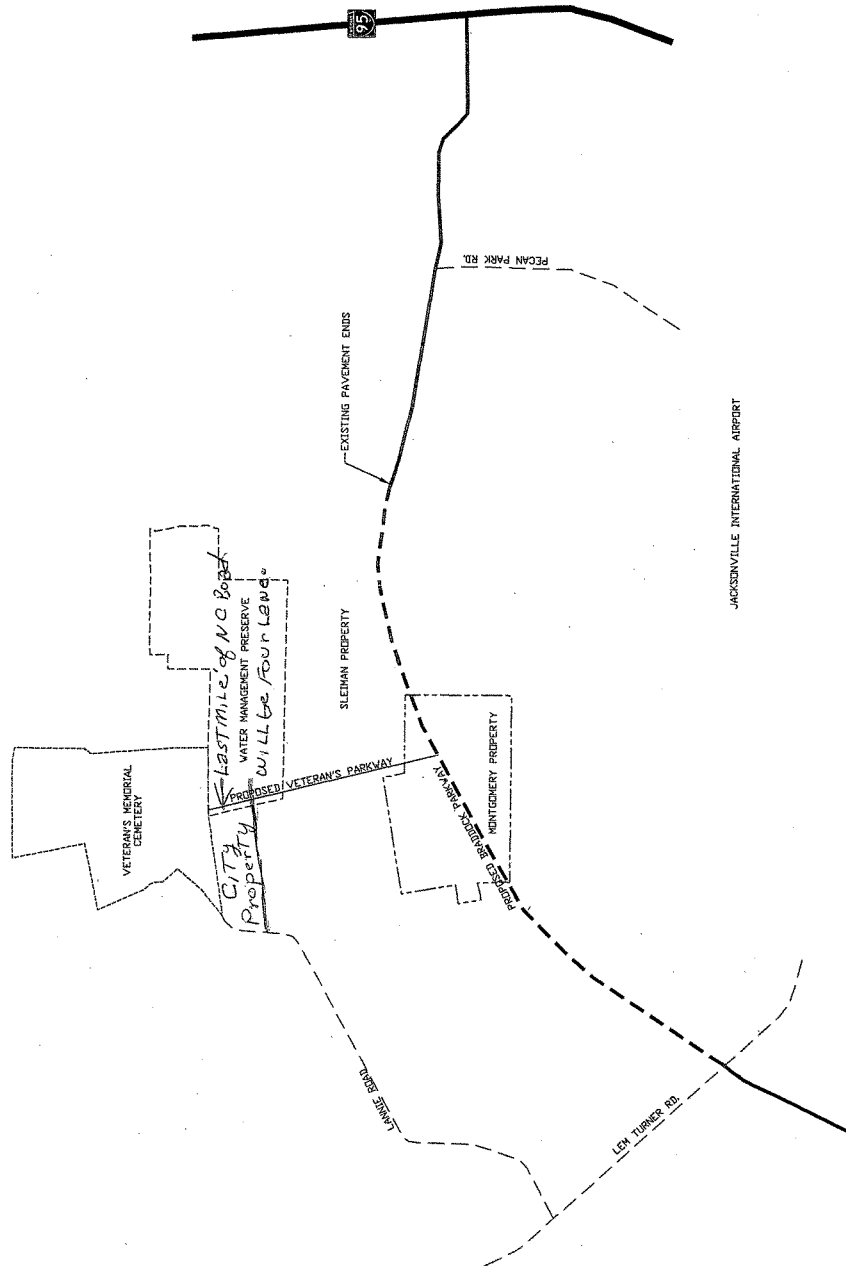 95
PECAN PARK RD.
EXISTING PAVEMENT ENDS
JACKSONVILLE INTERNATIONAL AIRPORT
Last mile of NC
WATER MANAGEMENT PRESERVE
will be four Lane.
SLEIMAN PROPERTY
VETERAN'S MEMORIAL
CEMETERY
PROPOSED VETERAN'S PARKWAY
City
Property
MONTGOMERY PROPERTY
PROPOSED BRADDOCK PARKWAY
LANNIE ROAD
LEM TURNER RD.